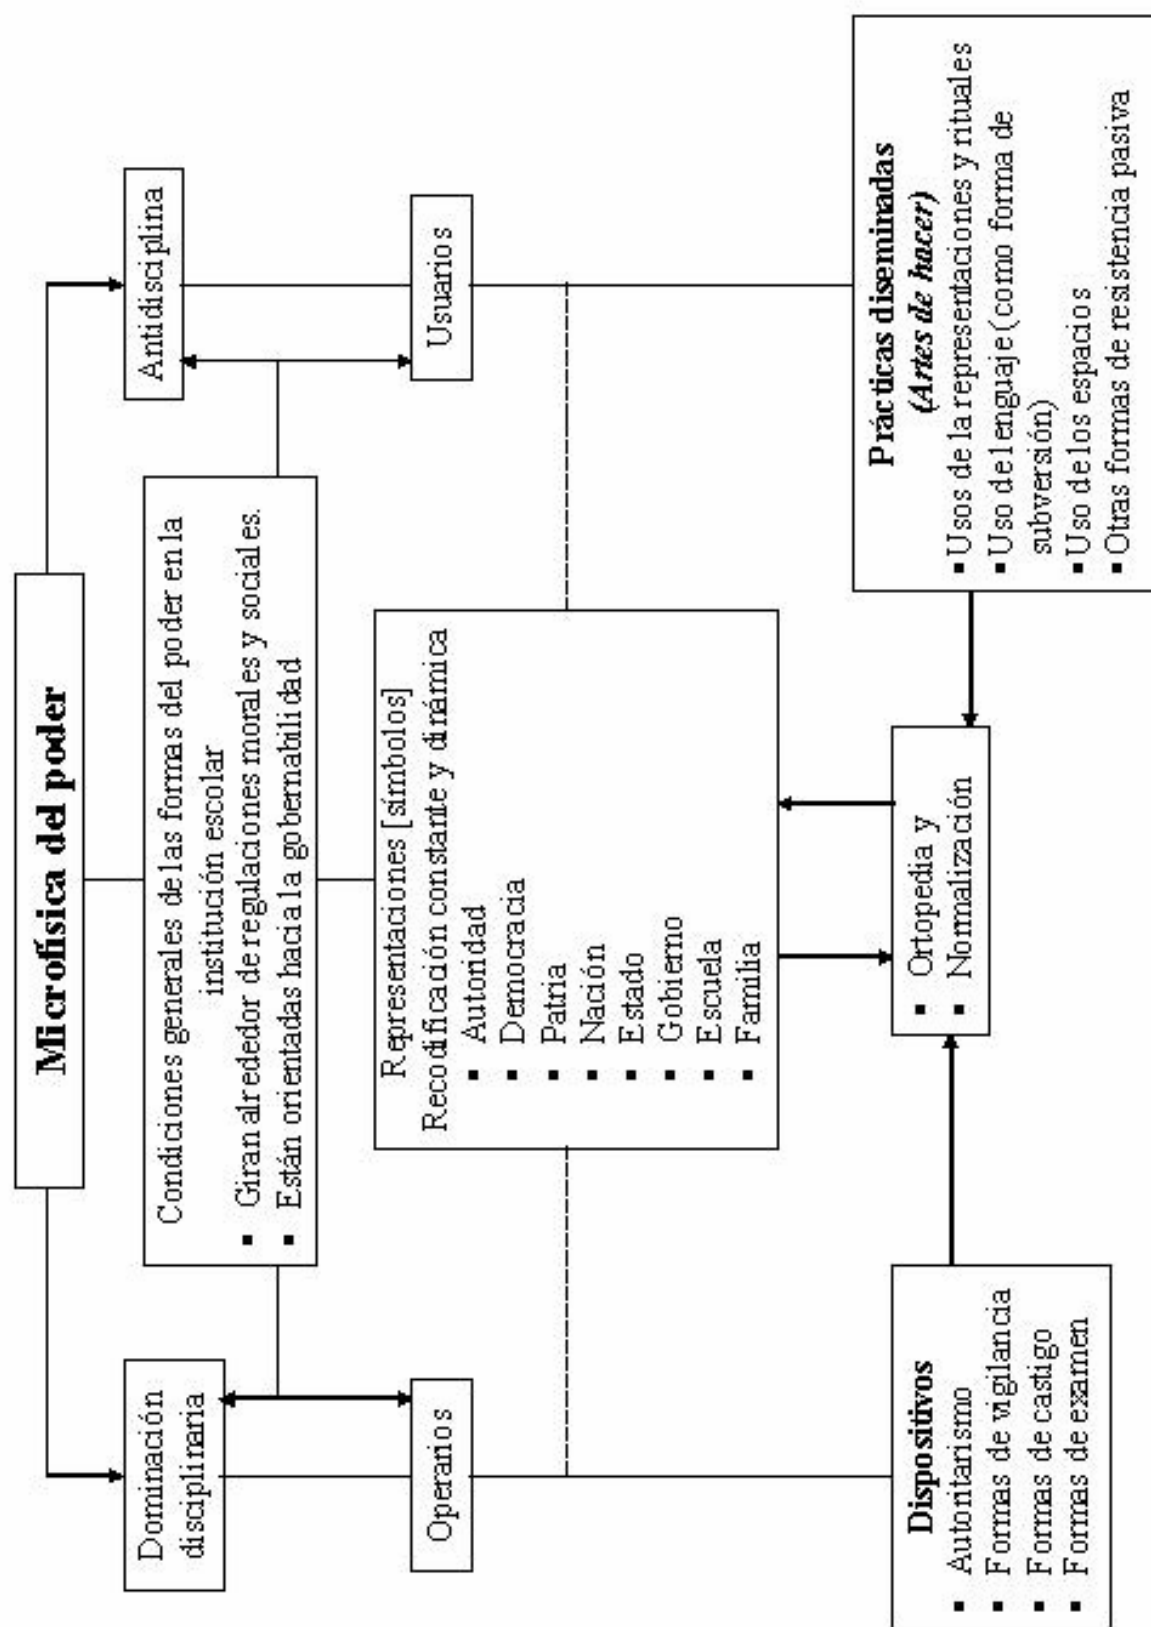 Microfísica del poder
Dominación
disciplinaria
Condiciones generales de las formas del poder en la
institución escolar
▪ Giran alrededor de regulaciones morales y sociales.
▪ Están orientadas hacia la gobernabilidad
Antidisciplina
Operarios
Representaciones [símbolos]
Recodificación constante y dinámica
▪ Autoridad
▪ Democracia
▪ Patria
▪ Nación
▪ Estado
▪ Gobierno
▪ Escuela
▪ Familia
Usuarios
Dispositivos
▪ Autoritarismo
▪ Formas de vigilancia
▪ Formas de castigo
▪ Formas de examen
▪ Ortopedia y
▪ Normalización
Prácticas diseminadas
(Artes de hacer)
▪ Usos de la representaciones y rituales
▪ Uso del lenguaje(como forma de
subversión)
▪ Uso de los espacios
▪ Otras formas de resistencia pasiva